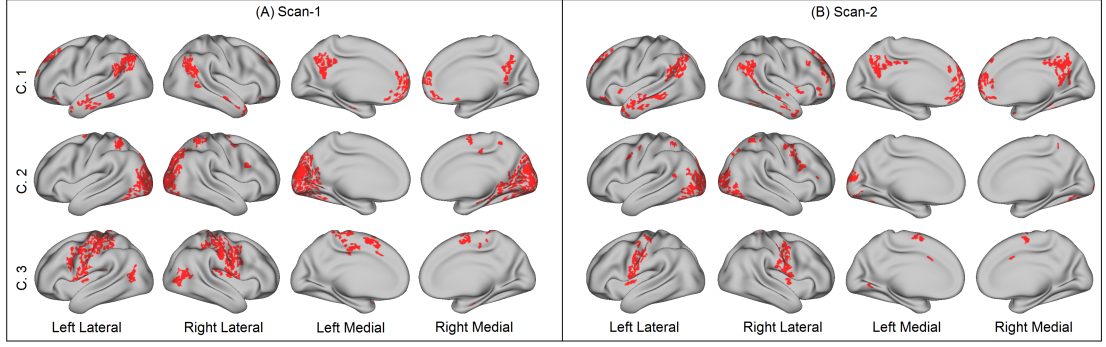 (A) Scan-1
(B) Scan-2
C. 1
C. 2
C. 3
Left Lateral
Right Lateral
Left Medial
Right Medial
Left Lateral
Right Lateral
Left Medial
Right Medial